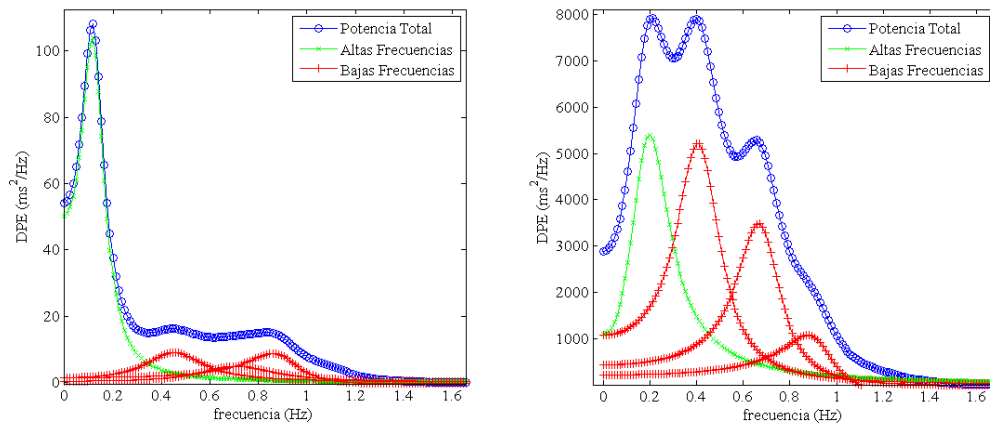 Potencia Total
Altas Frecuencias
Bajas Frecuencias
100
80
60
40
20
0
DPE (ms²/Hz)
0 0.2 0.4 0.6 0.8 1 1.2 1.4 1.6
frecuencia (Hz)
Potencia Total
Altas Frecuencias
Bajas Frecuencias
8000
7000
6000
5000
4000
3000
2000
1000
DPE (ms²/Hz)
0 0.2 0.4 0.6 0.8 1 1.2 1.4 1.6
frecuencia (Hz)